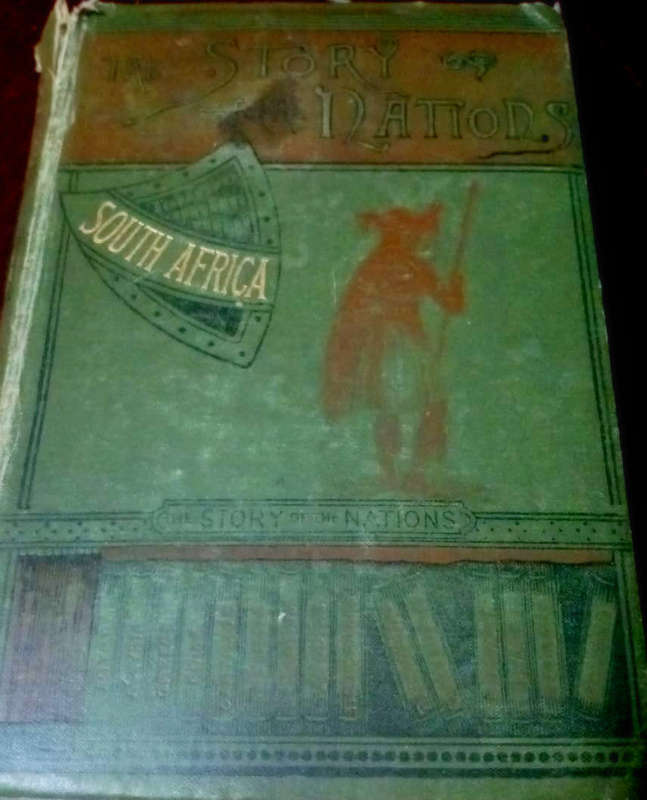 THE STORY OF
THE NATIONS
SOUTH AFRICA
THE STORY OF THE NATIONS